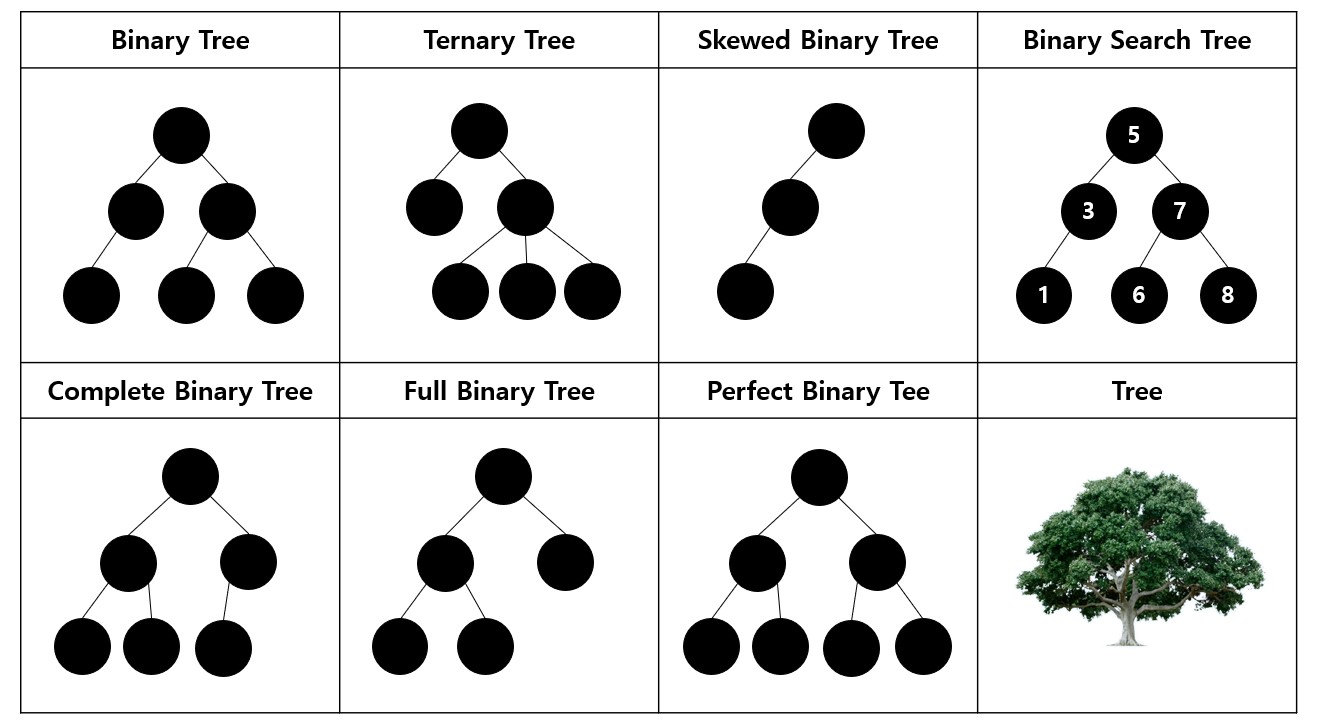 Binary Tree
Ternary Tree
Skewed Binary Tree
Binary Search Tree
5
3
7
1
6
8
Complete Binary Tree
Full Binary Tree
Perfect Binary Tee
Tree